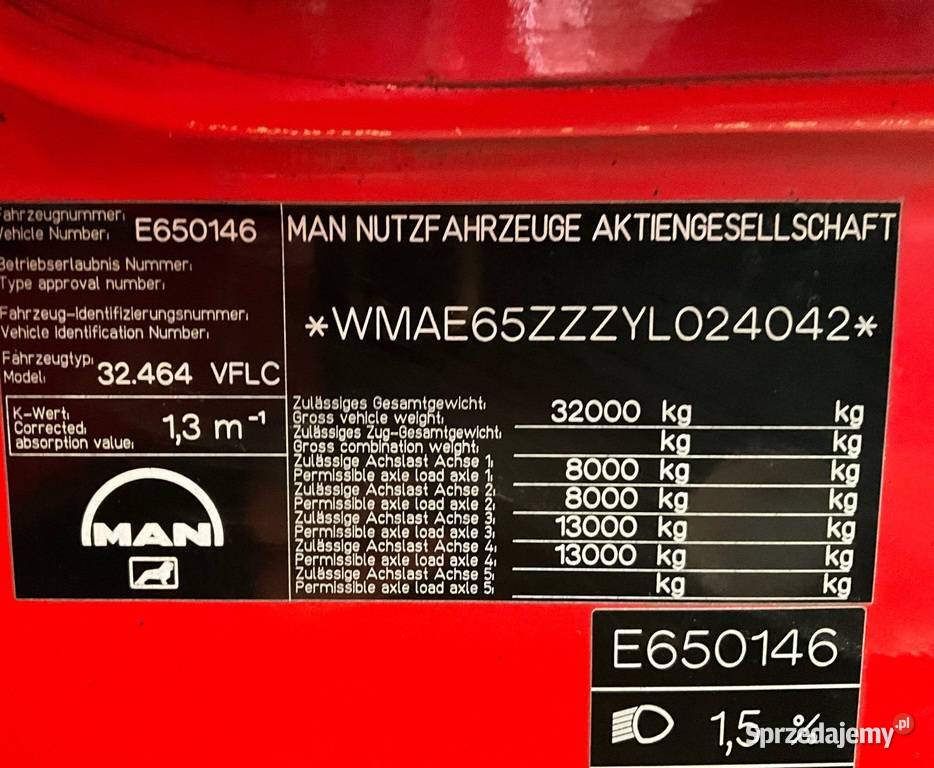 Fahrzeugnummer:
Vehicle Number: E650146
Betriebserlaubnis Nummer:
Type approval number:
Fahrzeug-Identifizierungsnummer:
Vehicle Identification Number:
Fahrzeugtyp:
Model: 32.464 VFLC
K-Wert:
Corrected: 1,3 m⁻¹
absorption value:
MAN
MAN NUTZFAHRZEUGE AKTIENGESELLSCHAFT
*WMAE65ZZZYL024042*
Zulässiges Gesamtgewicht:
Gross vehicle weight: 32000 kg kg
Zulässiges Zug-Gesamtgewicht:
Gross combination weight: kg kg
Zulässige Achslast Achse 1:
Permissible axle load axle 1: 8000 kg kg
Zulässige Achslast Achse 2:
Permissible axle load axle 2: 8000 kg kg
Zulässige Achslast Achse 3:
Permissible axle load axle 3: 13000 kg kg
Zulässige Achslast Achse 4:
Permissible axle load axle 4: 13000 kg kg
Zulässige Achslast Achse 5:
Permissible axle load axle 5: kg kg
E650146
1,5 %
Sprzedajemy.pl